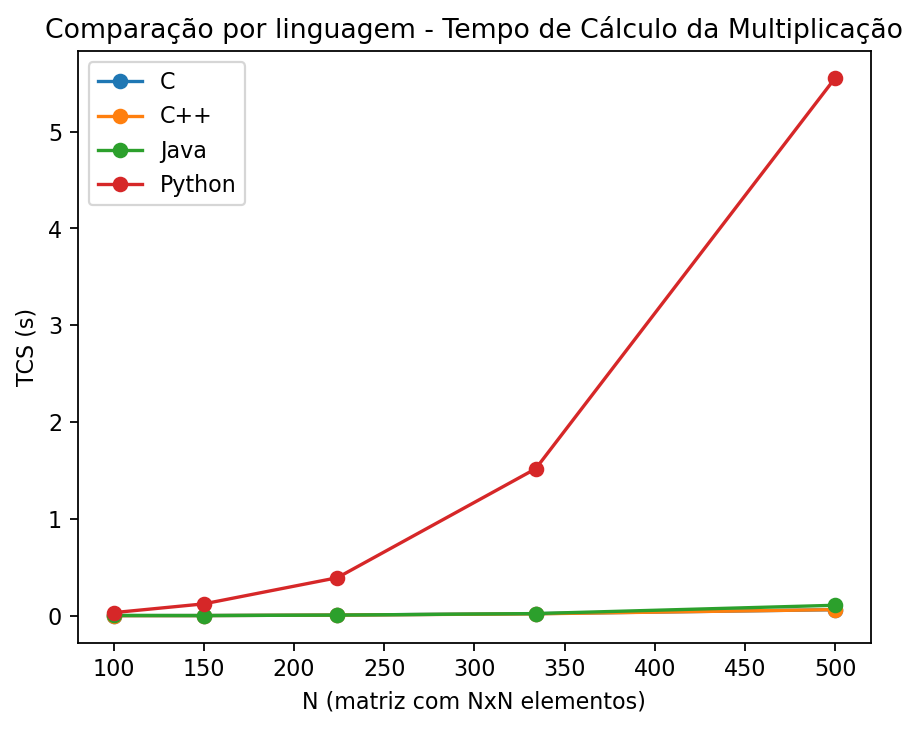 Comparação por linguagem - Tempo de Cálculo da Multiplicação
C
C++
Java
Python
TCS (s)
5
4
3
2
1
0
100 150 200 250 300 350 400 450 500
N (matriz com NxN elementos)